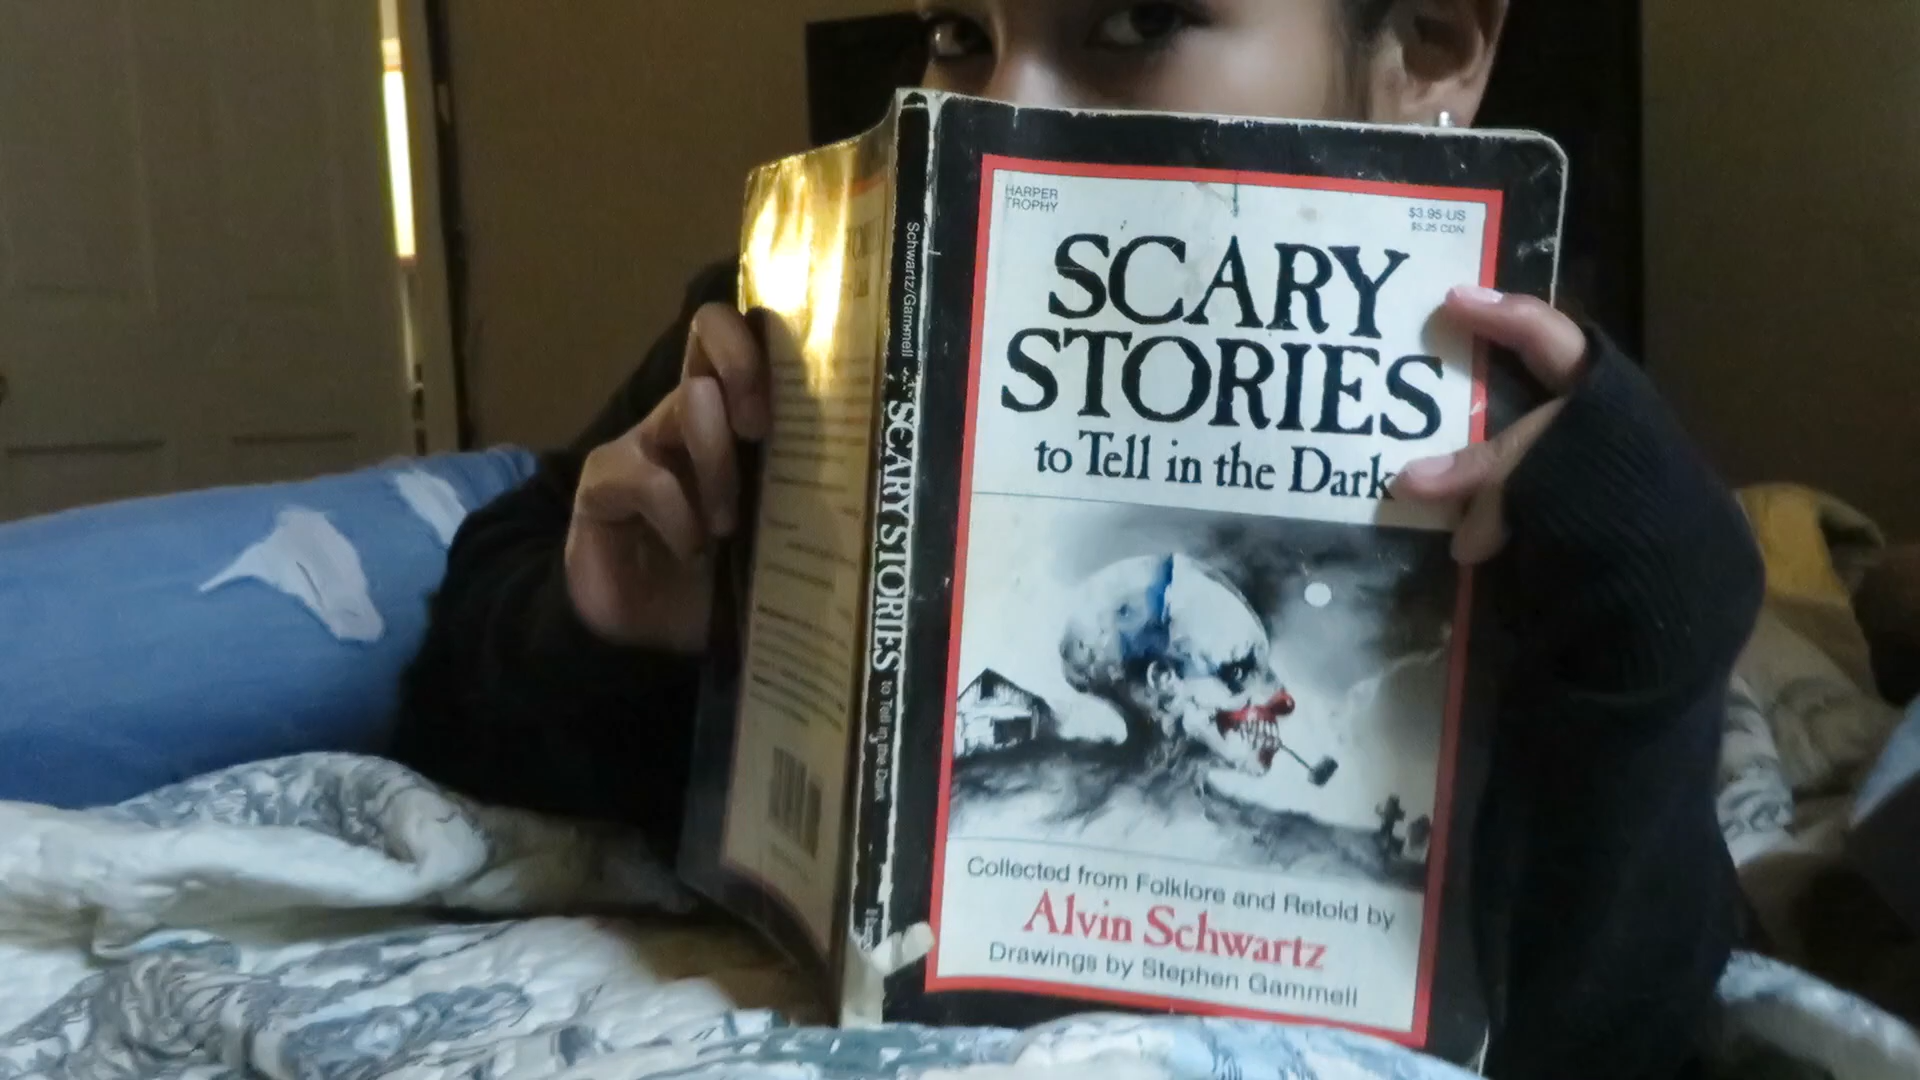 HARPER
TROPHY
$3.95 US
$5.25 CDN
SCARY
STORIES
to Tell in the Dark
Collected from Folklore and Retold by
Alvin Schwartz
Drawings by Stephen Gammell
Schwartz/Gammell SCARY STORIES to Tell in the Dark